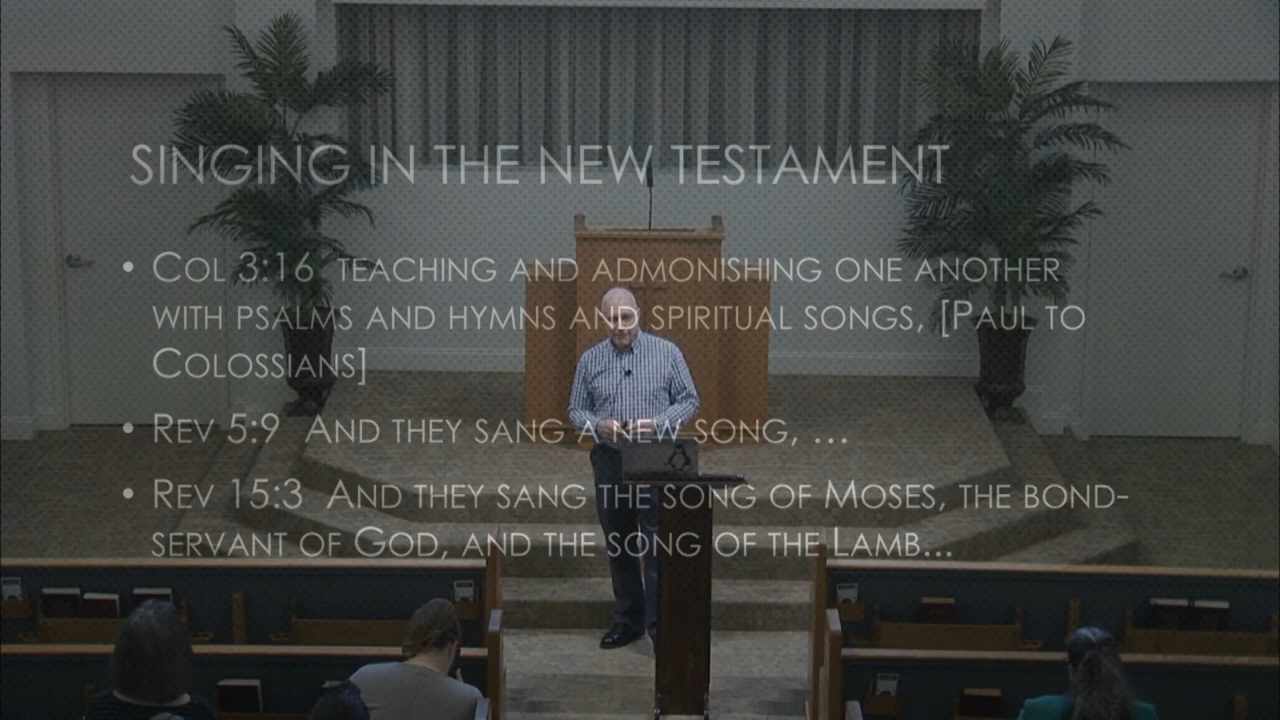 SINGING IN THE NEW TESTAMENT
• COL 3:16 TEACHING AND ADMONISHING ONE ANOTHER
WITH PSALMS AND HYMNS AND SPIRITUAL SONGS, [PAUL TO
COLOSSIANS]
• REV 5:9 AND THEY SANG A NEW SONG, …
• REV 15:3 AND THEY SANG THE SONG OF MOSES, THE BOND-
SERVANT OF GOD, AND THE SONG OF THE LAMB…